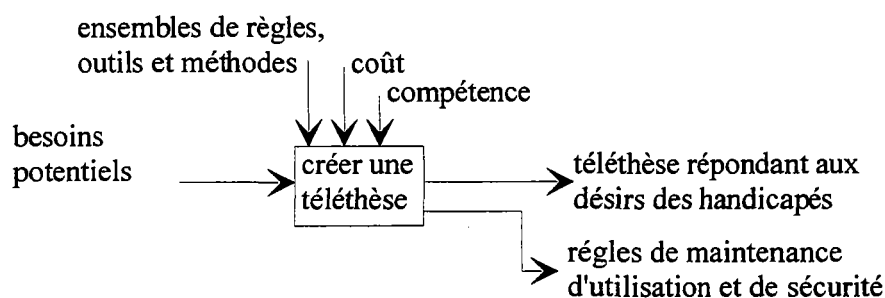 ensembles de règles,
outils et méthodes
coût
compétence
besoins
potentiels
créer une
téléthèse
téléthèse répondant aux
désirs des handicapés
régles de maintenance
d'utilisation et de sécurité